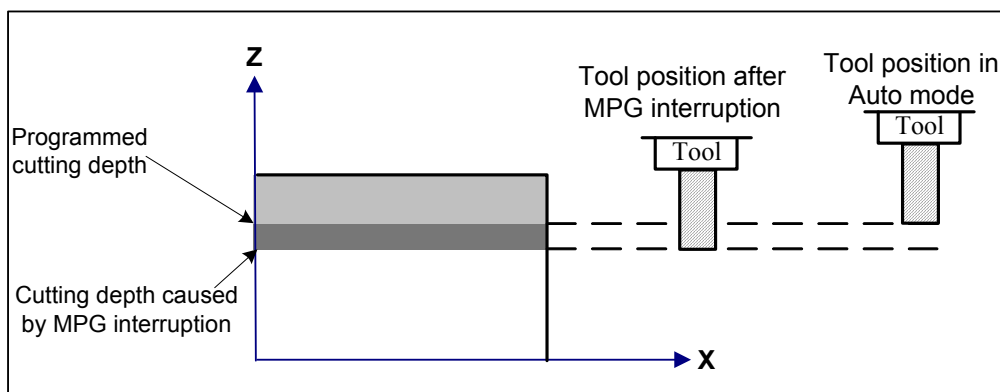 Z
Programmed
cutting depth
Cutting depth caused
by MPG interruption
Tool position after
MPG interruption
Tool
Tool position in
Auto mode
Tool
X